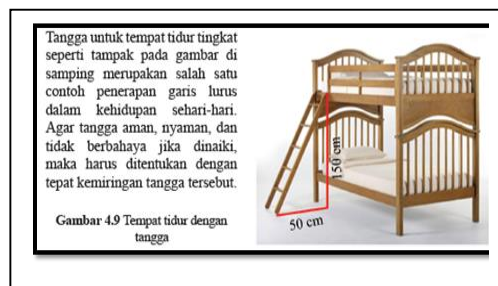 Tangga untuk tempat tidur tingkat
seperti tampak pada gambar di
samping merupakan salah satu
contoh penerapan garis lurus
dalam kehidupan sehari-hari.
Agar tangga aman, nyaman, dan
tidak berbahaya jika dinaiki,
maka harus ditentukan dengan
tepat kemiringan tangga tersebut.
Gambar 4.9 Tempat tidur dengan
tangga
150 cm
50 cm